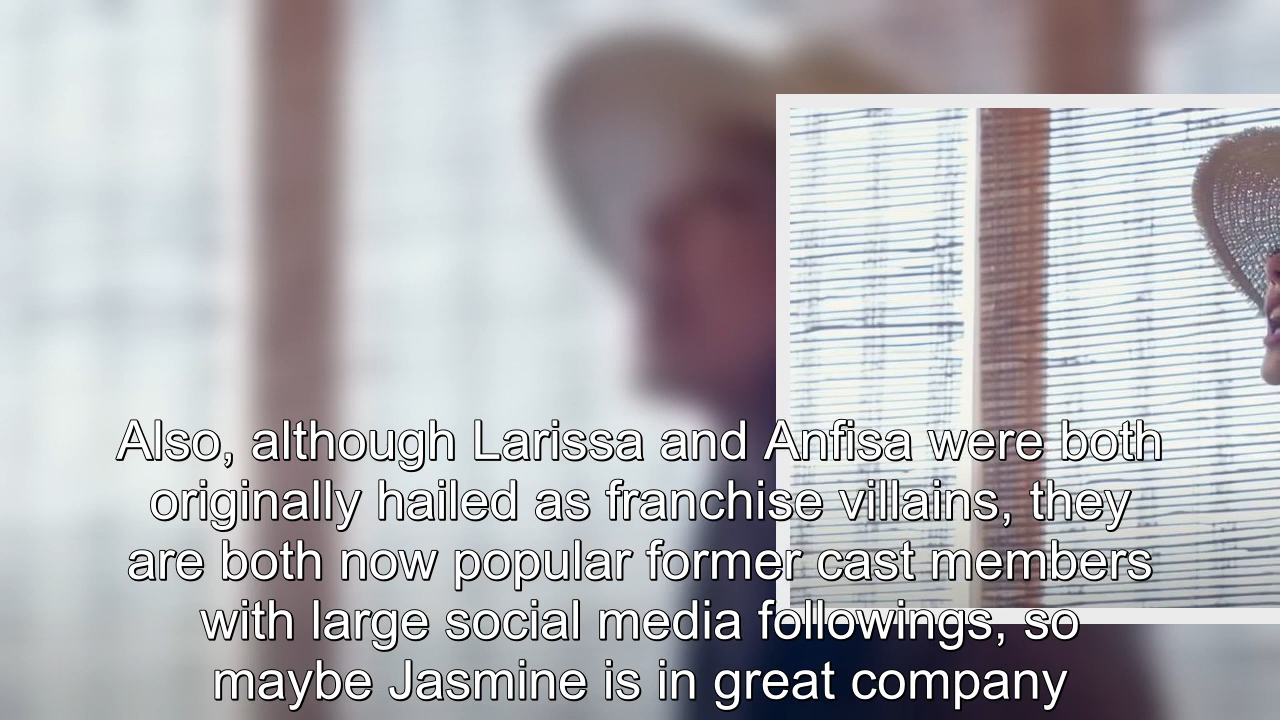 Also, although Larissa and Anfisa were both
originally hailed as franchise villains, they
are both now popular former cast members
with large social media followings, so
maybe Jasmine is in great company